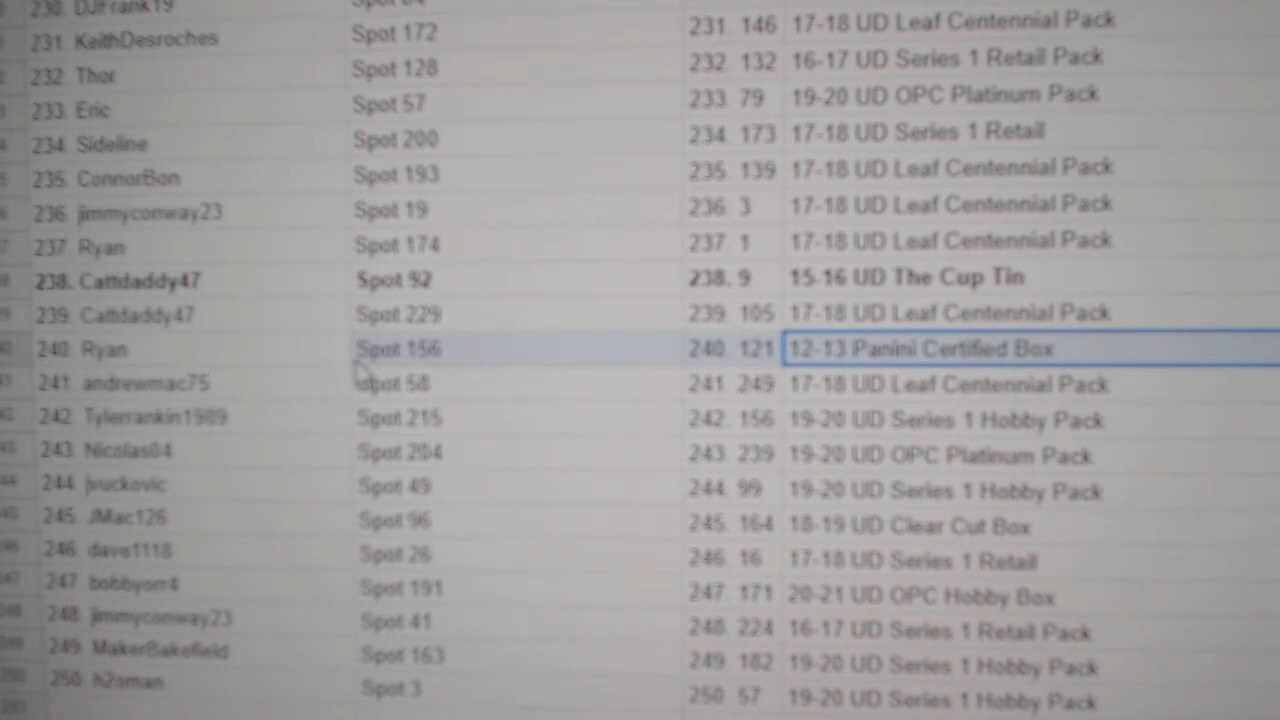 230. DJFrank19
231. KeithDesroches Spot 172 231. 146 17-18 UD Leaf Centennial Pack
232. Thor Spot 128 232. 132 16-17 UD Series 1 Retail Pack
233. Eric Spot 57 233. 79 19-20 UD OPC Platinum Pack
234. Sideline Spot 200 234. 173 17-18 UD Series 1 Retail
235. ConnorBon Spot 193 235. 139 17-18 UD Leaf Centennial Pack
236. jimmyconway23 Spot 19 236. 3 17-18 UD Leaf Centennial Pack
237. Ryan Spot 174 237. 1 17-18 UD Leaf Centennial Pack
238. Cattdaddy47 Spot 92 238. 9 15-16 UD The Cup Tin
239. Cattdaddy47 Spot 229 239. 105 17-18 UD Leaf Centennial Pack
240. Ryan Spot 156 240. 121 12-13 Panini Certified Box
241. andrewmac75 Spot 58 241. 249 17-18 UD Leaf Centennial Pack
242. Tylerrankin1989 Spot 215 242. 156 19-20 UD Series 1 Hobby Pack
243. Nicolas04 Spot 204 243. 239 19-20 UD OPC Platinum Pack
244. jvuckovic Spot 49 244. 99 19-20 UD Series 1 Hobby Pack
245. JMac126 Spot 96 245. 164 18-19 UD Clear Cut Box
246. dave1118 Spot 26 246. 16 17-18 UD Series 1 Retail
247. bobbyorr4 Spot 191 247. 171 20-21 UD OPC Hobby Box
248. jimmyconway23 Spot 41 248. 224 16-17 UD Series 1 Retail Pack
249. MakerBakofield Spot 163 249. 182 19-20 UD Series 1 Hobby Pack
250. h2oman Spot 3 250. 57 19-20 UD Series 1 Hobby Pack